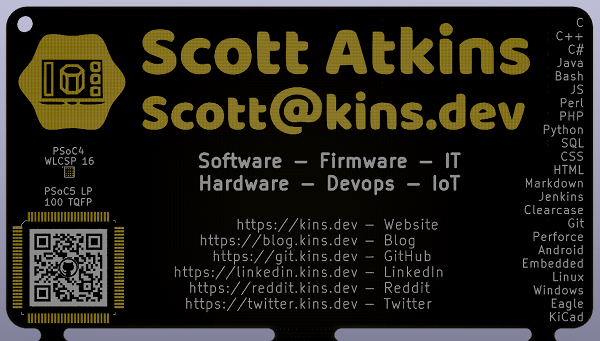 Scott Atkins
Scott@kins.dev
PSoC4
WLCSP 16
PSoC5 LP
100 TQFP
Software – Firmware – IT
Hardware – Devops – IoT
https://kins.dev – Website
https://blog.kins.dev – Blog
https://git.kins.dev – GitHub
https://linkedin.kins.dev – LinkedIn
https://reddit.kins.dev – Reddit
https://twitter.kins.dev – Twitter
C
C++
C#
Java
Bash
JS
Perl
PHP
Python
SQL
CSS
HTML
Markdown
Jenkins
Clearcase
Git
Perforce
Android
Embedded
Linux
Windows
Eagle
KiCad